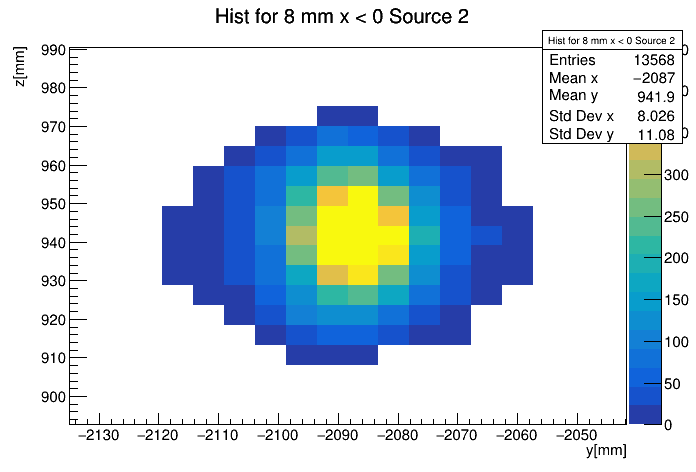 Hist for 8 mm x < 0 Source 2
z[mm]
990
980
970
960
950
940
930
920
910
900
−2130 −2120 −2110 −2100 −2090 −2080 −2070 −2060 −2050
y[mm]
Hist for 8 mm x < 0 Source 2
Entries 13568
Mean x −2087
Mean y 941.9
Std Dev x 8.026
Std Dev y 11.08
300
250
200
150
100
50
0